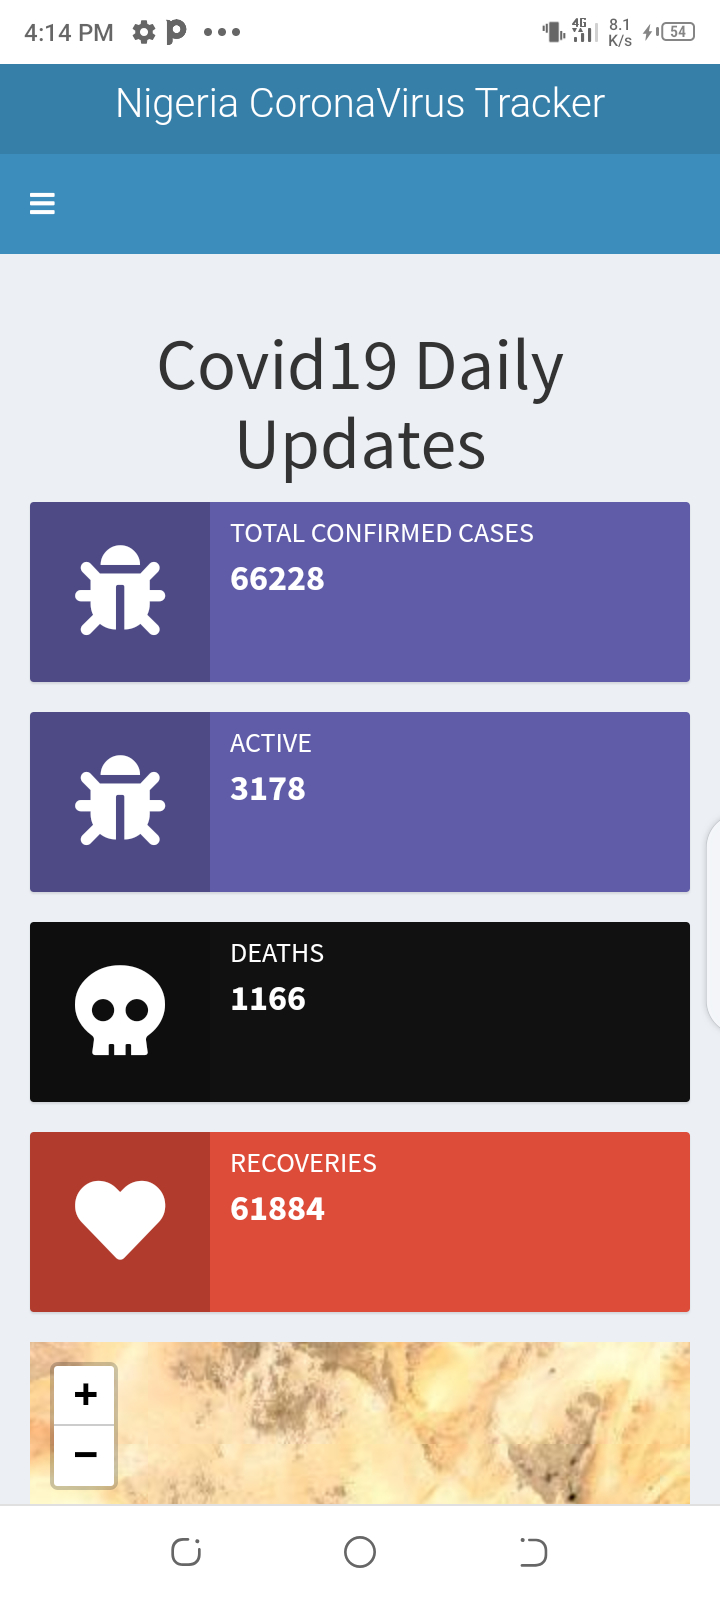 4:14 PM
4G
8.1
K/s
54
Nigeria CoronaVirus Tracker
Covid19 Daily
Updates
TOTAL CONFIRMED CASES
66228
ACTIVE
3178
DEATHS
1166
RECOVERIES
61884
+
−